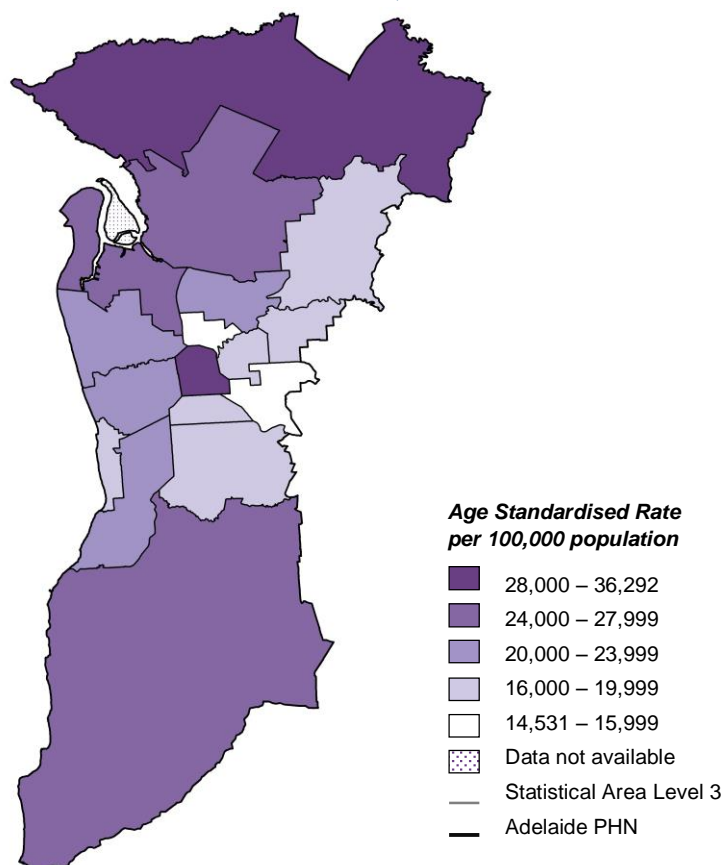 Age Standardised Rate
per 100,000 population
28,000 – 36,292
24,000 – 27,999
20,000 – 23,999
16,000 – 19,999
14,531 – 15,999
Data not available
Statistical Area Level 3
Adelaide PHN